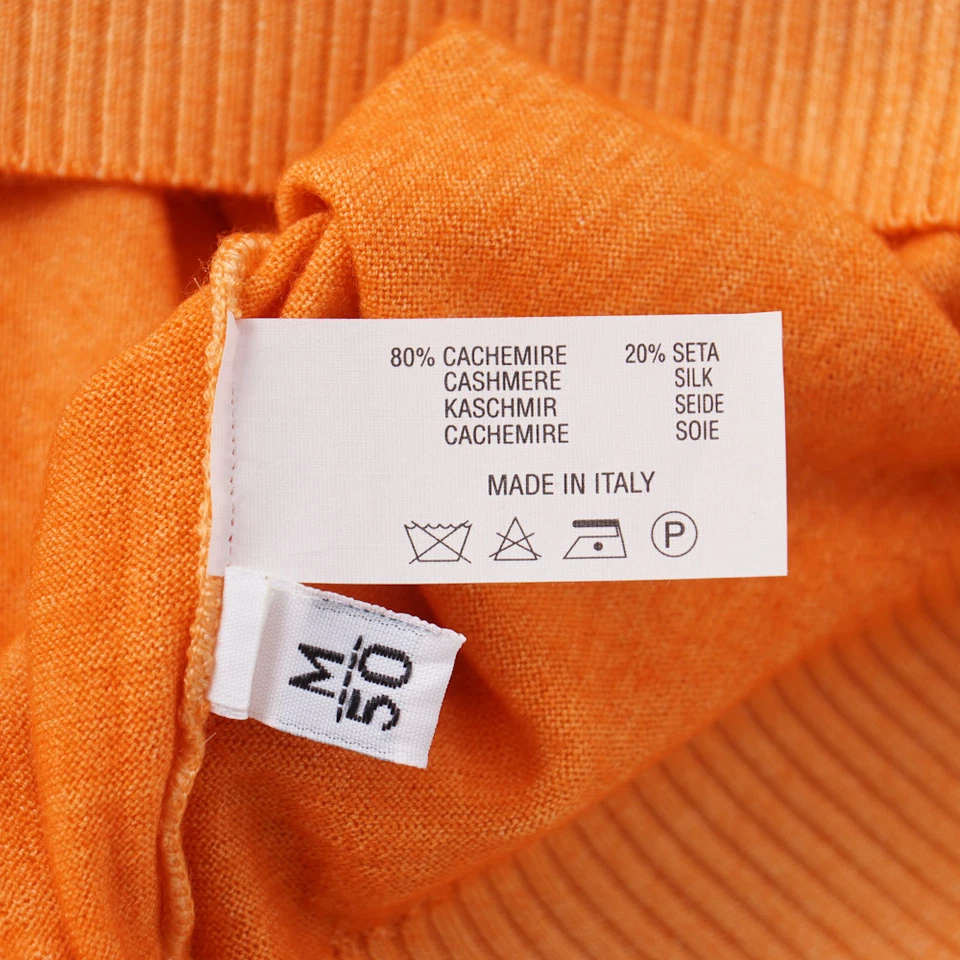 80% CACHEMIRE 20% SETA
CASHMERE SILK
KASCHMIR SEIDE
CACHEMIRE SOIE
MADE IN ITALY
P
M
50